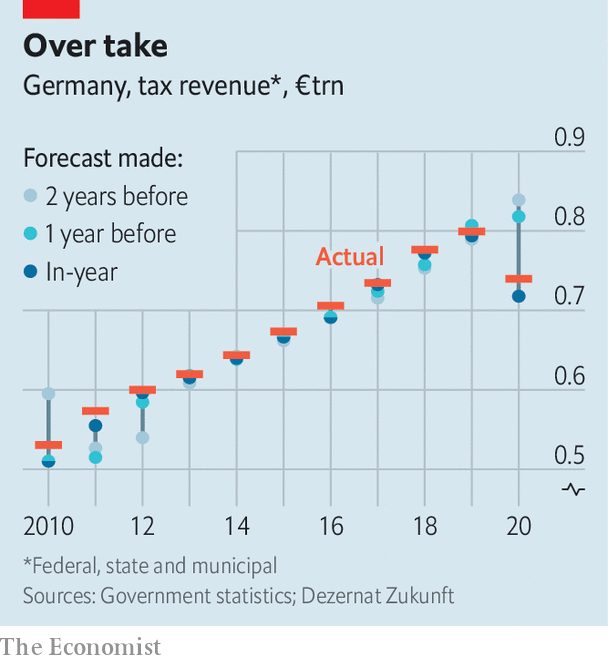 Over take
Germany, tax revenue*, €trn
Forecast made:
2 years before
1 year before
In-year
Actual
0.9
0.8
0.7
0.6
0.5
2010 12 14 16 18 20
*Federal, state and municipal
Sources: Government statistics; Dezernat Zukunft
The Economist